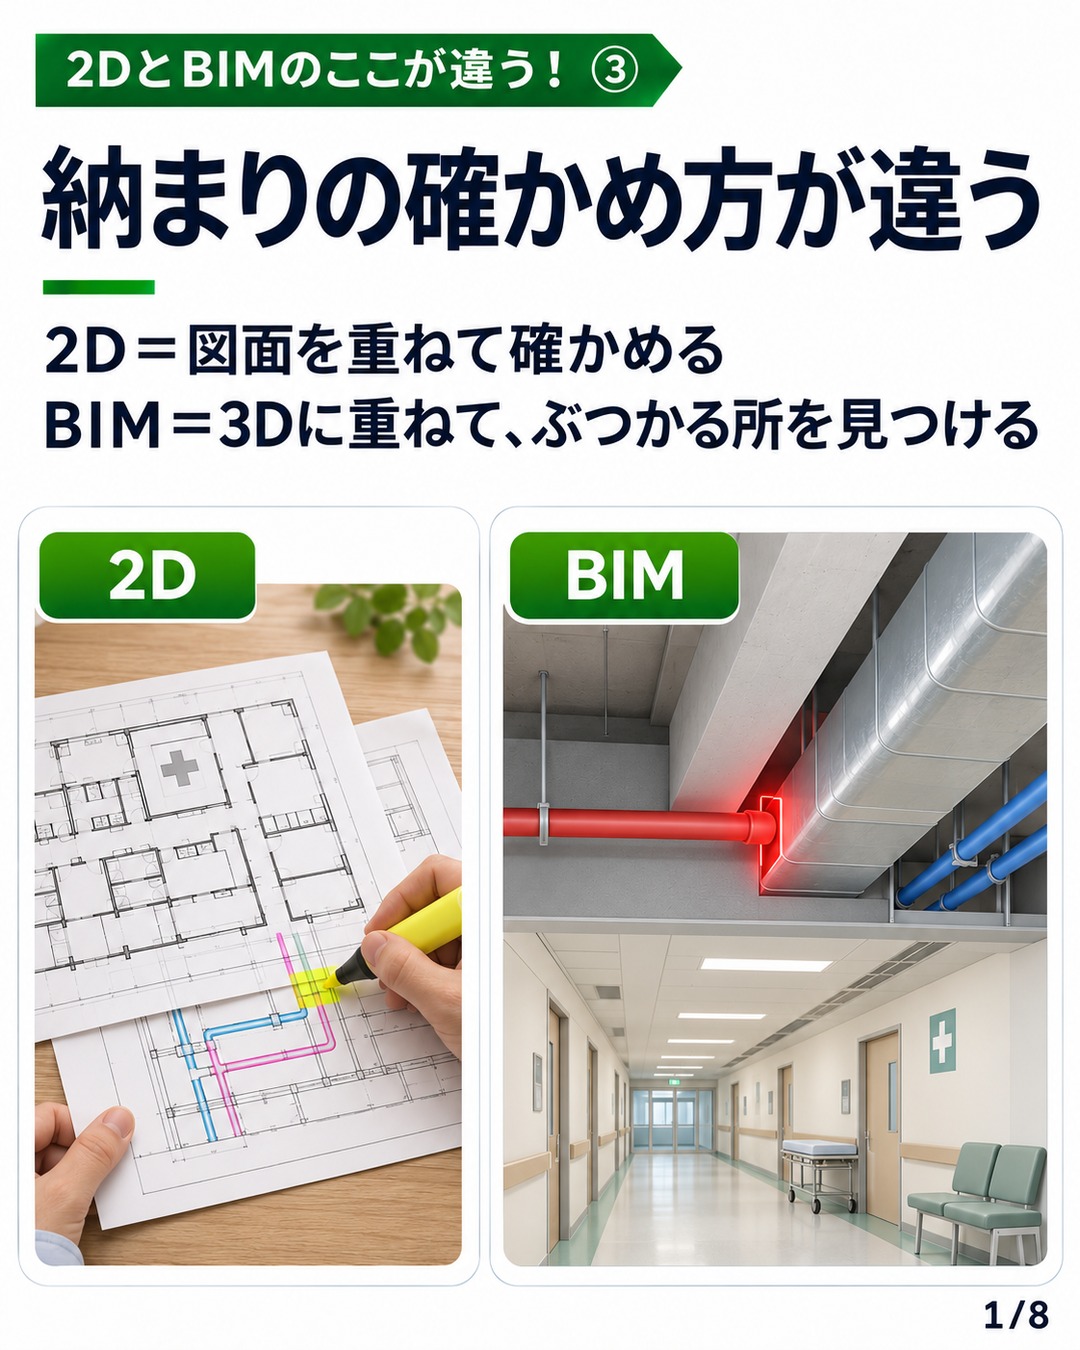 2DとBIMのここが違う！ ③
納まりの確かめ方が違う
2D＝図面を重ねて確かめる
BIM＝3Dに重ねて、ぶつかる所を見つける
2D
BIM
1/8